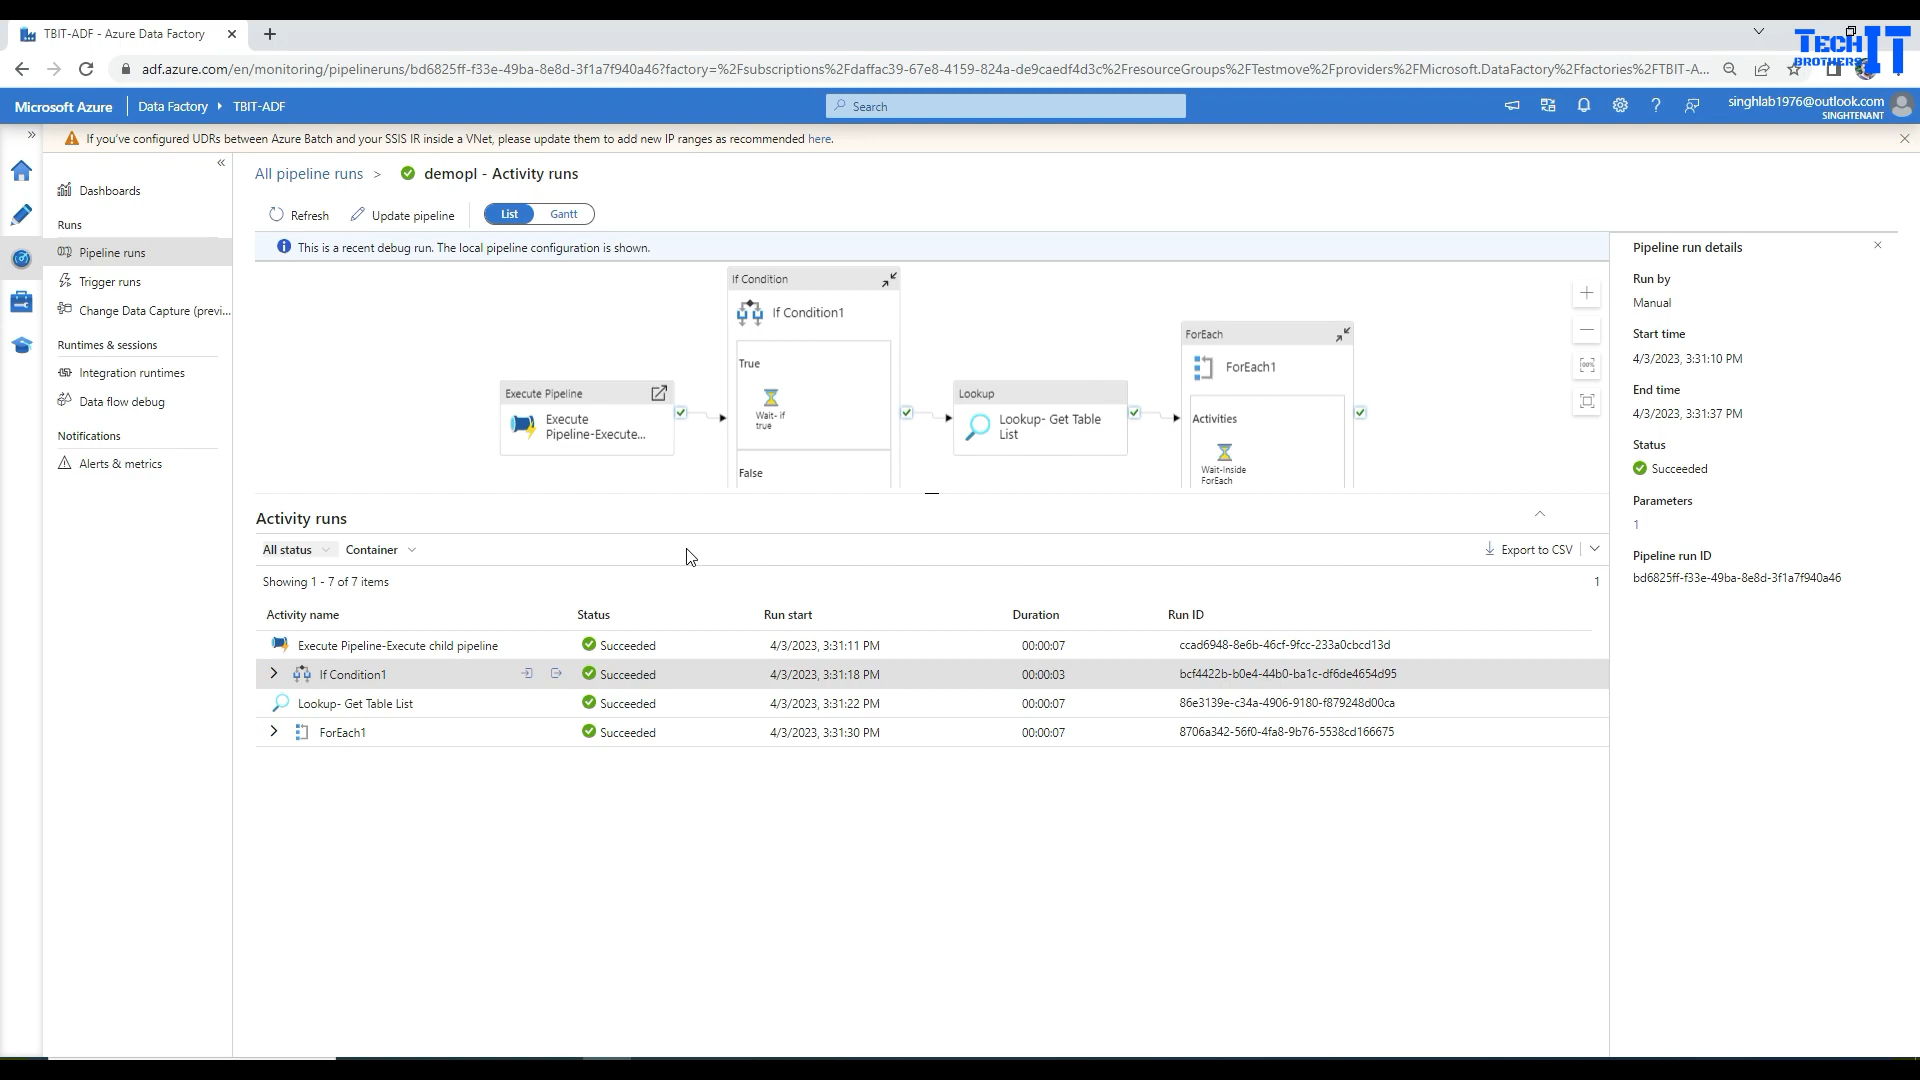 TBIT-ADF - Azure Data Factory
TECH IT
BROTHERS
adf.azure.com/en/monitoring/pipelineruns/bd6825ff-f33e-49ba-8e8d-3f1a7f940a46?factory=%2Fsubscriptions%2Fdaffac39-67e8-4159-824a-de9caedf4d3c%2FresourceGroups%2FTestmove%2Fproviders%2FMicrosoft.DataFactory%2Ffactories%2FTBIT-A...
Microsoft Azure
Data Factory
TBIT-ADF
Search
singhlab1976@outlook.com
SINGHTENANT
If you've configured UDRs between Azure Batch and your SSIS IR inside a VNet, please update them to add new IP ranges as recommended here.
Dashboards
Runs
Pipeline runs
Trigger runs
Change Data Capture (previ...
Runtimes & sessions
Integration runtimes
Data flow debug
Notifications
Alerts & metrics
All pipeline runs > demopl - Activity runs
Refresh
Update pipeline
List
Gantt
This is a recent debug run. The local pipeline configuration is shown.
Execute Pipeline
Execute
Pipeline-Execute...
If Condition
If Condition1
True
Wait- if
true
False
Lookup
Lookup- Get Table
List
ForEach
ForEach1
Activities
Wait-Inside
ForEach
Activity runs
All status
Container
Export to CSV
Showing 1 - 7 of 7 items
1
Activity name Status Run start Duration Run ID
Execute Pipeline-Execute child pipeline Succeeded 4/3/2023, 3:31:11 PM 00:00:07 ccad6948-8e6b-46cf-9fcc-233a0cbcd13d
If Condition1 Succeeded 4/3/2023, 3:31:18 PM 00:00:03 bcf4422b-b0e4-44b0-ba1c-df6de4654d95
Lookup- Get Table List Succeeded 4/3/2023, 3:31:22 PM 00:00:07 86e3139e-c34a-4906-9180-f879248d00ca
ForEach1 Succeeded 4/3/2023, 3:31:30 PM 00:00:07 8706a342-56f0-4fa8-9b76-5538cd166675
Pipeline run details
Run by
Manual
Start time
4/3/2023, 3:31:10 PM
End time
4/3/2023, 3:31:37 PM
Status
Succeeded
Parameters
1
Pipeline run ID
bd6825ff-f33e-49ba-8e8d-3f1a7f940a46